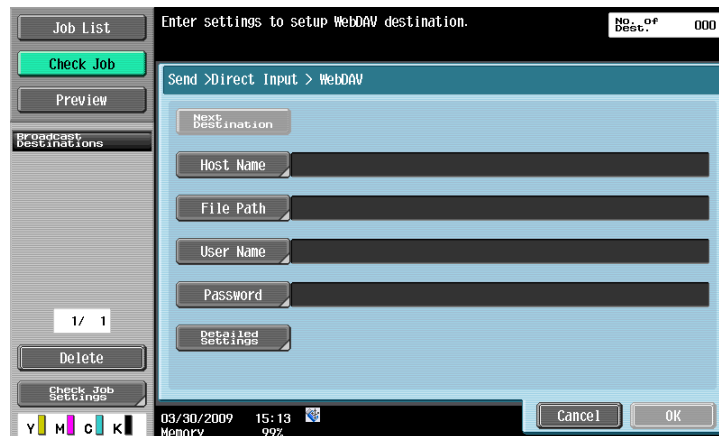 Job List
Check Job
Preview
Broadcast
Destinations
1/ 1
Delete
Check Job
Settings
Y M C K
Enter settings to setup WebDAV destination.
No. of
Dest.
000
Send >Direct Input > WebDAV
Next
Destination
Host Name
File Path
User Name
Password
Detailed
Settings
03/30/2009 15:13
Memory 99%
Cancel
OK